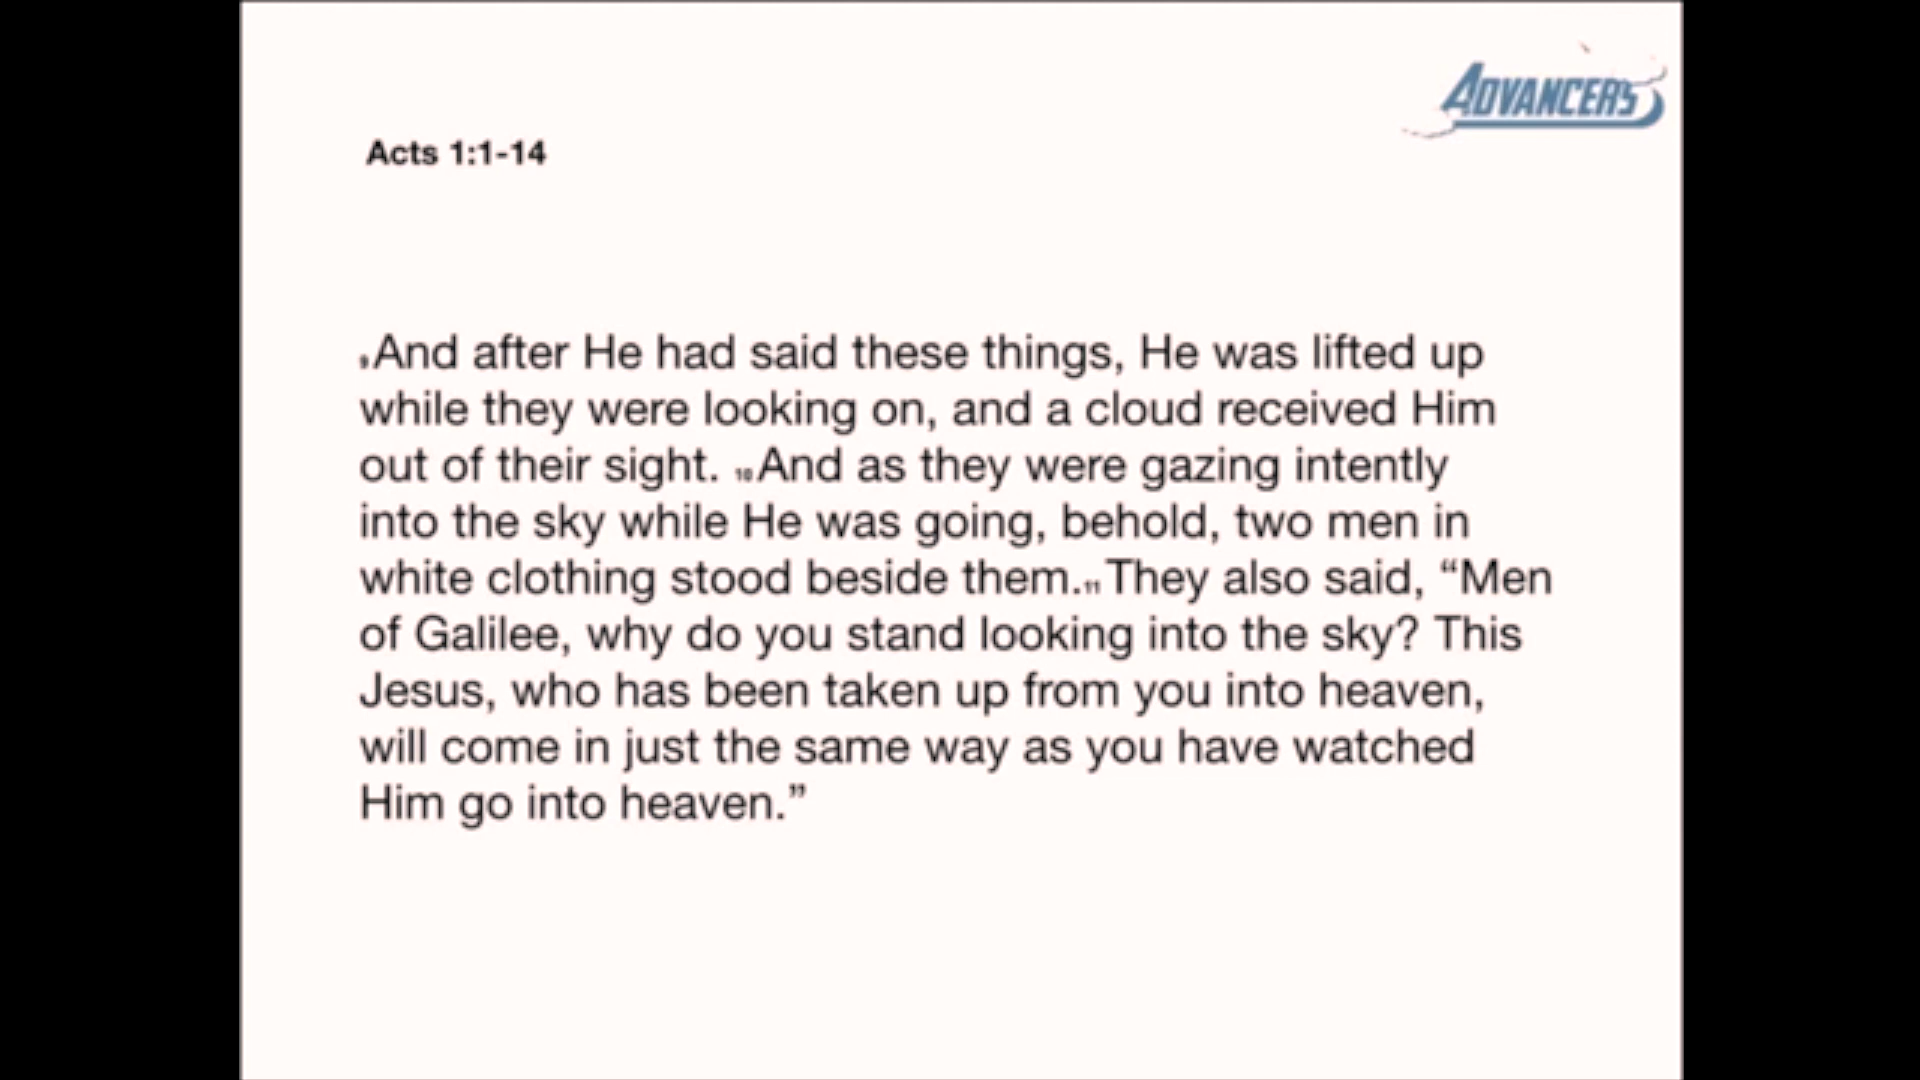 ADVANCERS
Acts 1:1-14
9And after He had said these things, He was lifted up
while they were looking on, and a cloud received Him
out of their sight. 10And as they were gazing intently
into the sky while He was going, behold, two men in
white clothing stood beside them.11They also said, “Men
of Galilee, why do you stand looking into the sky? This
Jesus, who has been taken up from you into heaven,
will come in just the same way as you have watched
Him go into heaven.”